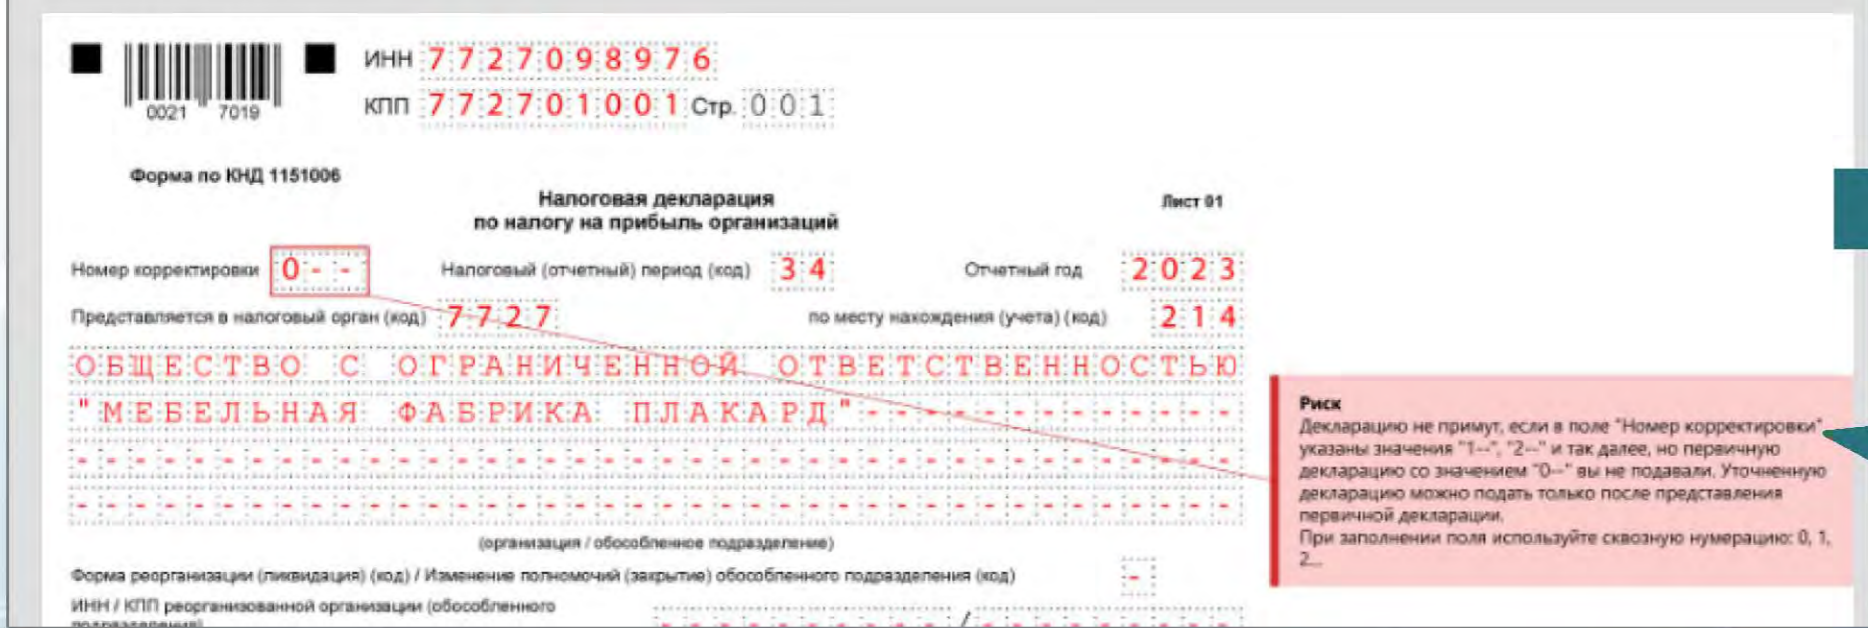 ИНН 7727098976
0021 7019
КПП 772701001 Стр. 001
Форма по КНД 1151006
Налоговая декларация
по налогу на прибыль организаций
Лист 01
Номер корректировки 0-- Налоговый (отчетный) период (код) 34 Отчетный год 2023
Представляется в налоговый орган (код) 7727 по месту нахождения (учета) (код) 214
ОБЩЕСТВО С ОГРАНИЧЕННОЙ ОТВЕТСТВЕННОСТЬЮ
"МЕБЕЛЬНАЯ ФАБРИКА ПЛАКАРД"-------------
----------------------------------------
----------------------------------------
(организация / обособленное подразделение)
Форма реорганизации (ликвидация) (код) / Изменение полномочий (закрытие) обособленного подразделения (код) -
ИНН / КПП реорганизованной организации (обособленного
подразделения) ---------- / ---------
Риск
Декларацию не примут, если в поле "Номер корректировки"
указаны значения "1--", "2--" и так далее, но первичную
декларацию со значением "0--" вы не подавали. Уточненную
декларацию можно подать только после представления
первичной декларации.
При заполнении поля используйте сквозную нумерацию: 0, 1,
2...